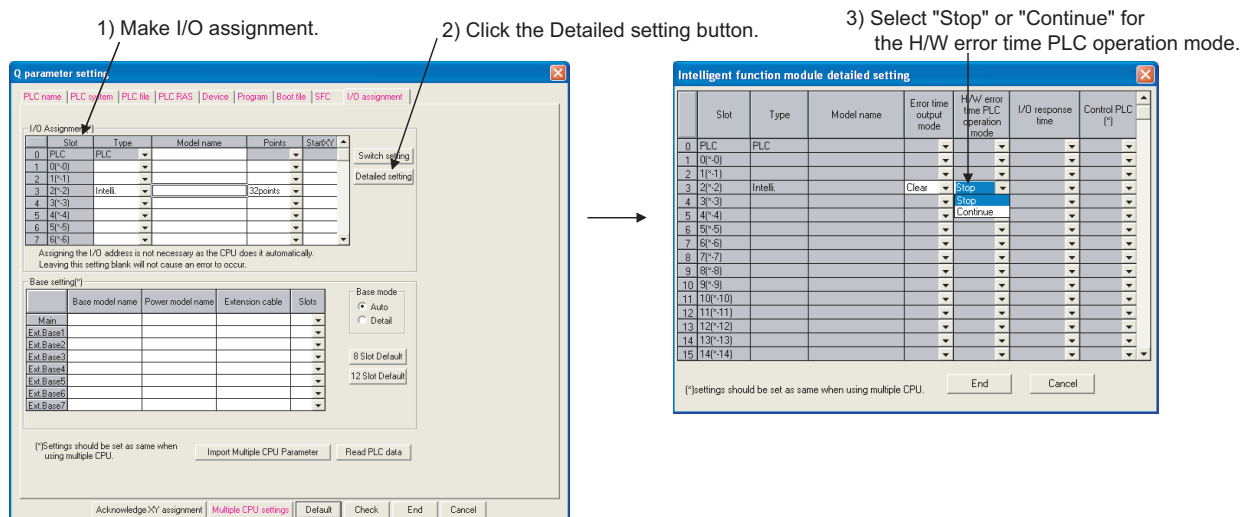 1) Make I/O assignment.
2) Click the Detailed setting button.
3) Select "Stop" or "Continue" for
the H/W error time PLC operation mode.
Q parameter setting
PLC name PLC system PLC file PLC RAS Device Program Boot file SFC I/O assignment
I/O Assignment(*)
Slot Type Model name Points StartXY
0 PLC PLC
1 0(*-0)
2 1(*-1)
3 2(*-2) Intelli. 32points
4 3(*-3)
5 4(*-4)
6 5(*-5)
7 6(*-6)
Switch setting
Detailed setting
Assigning the I/O address is not necessary as the CPU does it automatically.
Leaving this setting blank will not cause an error to occur.
Base setting(*)
Base model name Power model name Extension cable Slots
Main
Ext.Base1
Ext.Base2
Ext.Base3
Ext.Base4
Ext.Base5
Ext.Base6
Ext.Base7
Base mode
Auto
Detail
8 Slot Default
12 Slot Default
(*)Settings should be set as same when
using multiple CPU.
Import Multiple CPU Parameter Read PLC data
Acknowledge XY assignment Multiple CPU settings Default Check End Cancel
Intelligent function module detailed setting
Slot Type Model name Error time output mode H/W error time PLC operation mode I/O response time Control PLC (*)
0 PLC PLC
1 0(*-0)
2 1(*-1)
3 2(*-2) Intelli. Clear Stop
4 3(*-3) Stop
5 4(*-4) Continue
6 5(*-5)
7 6(*-6)
8 7(*-7)
9 8(*-8)
10 9(*-9)
11 10(*-10)
12 11(*-11)
13 12(*-12)
14 13(*-13)
15 14(*-14)
(*)settings should be set as same when using multiple CPU. End Cancel